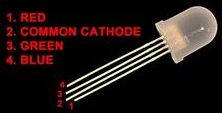 1. RED
2. COMMON CATHODE
3. GREEN
4. BLUE
4
3
2
1